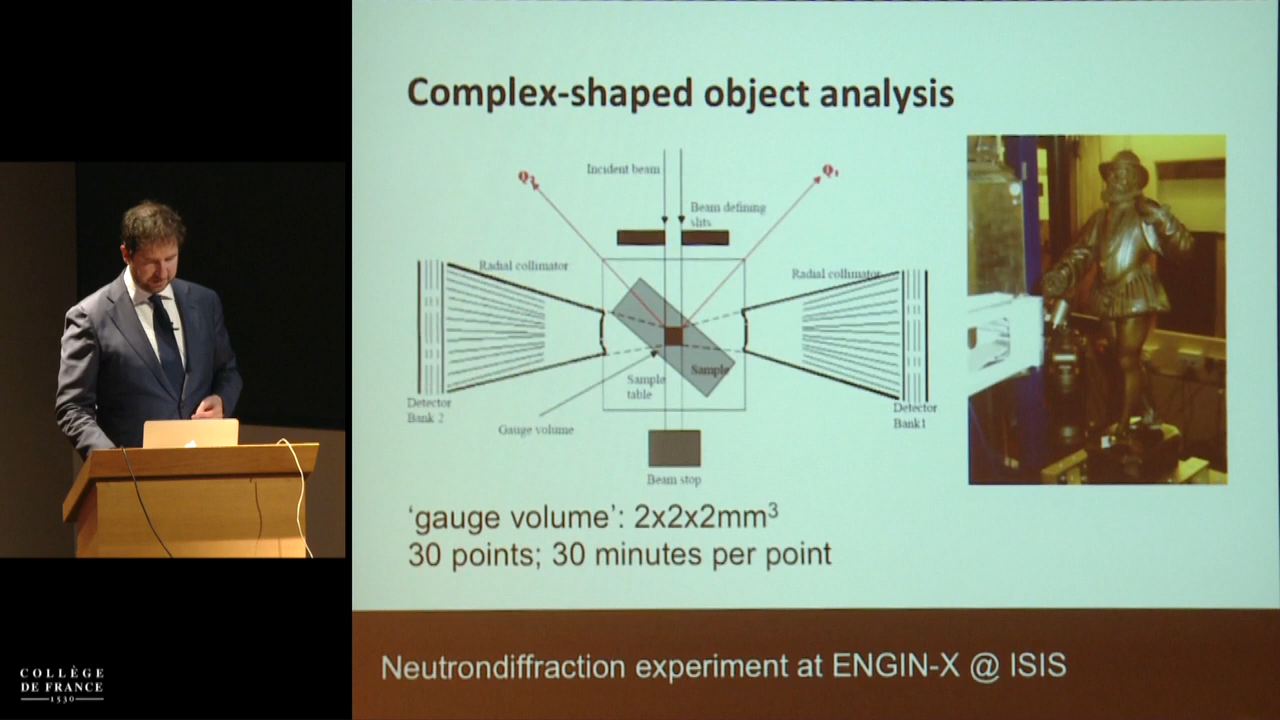 Complex-shaped object analysis
Q₂
Incident beam
Q₁
Beam defining
slits
Radial collimator
Radial collimator
Sample
Sample
table
Detector
Bank 2
Detector
Bank1
Gauge volume
Beam stop
‘gauge volume’: 2x2x2mm³
30 points; 30 minutes per point
Neutrondiffraction experiment at ENGIN-X @ ISIS
COLLÈGE
DE FRANCE
1530